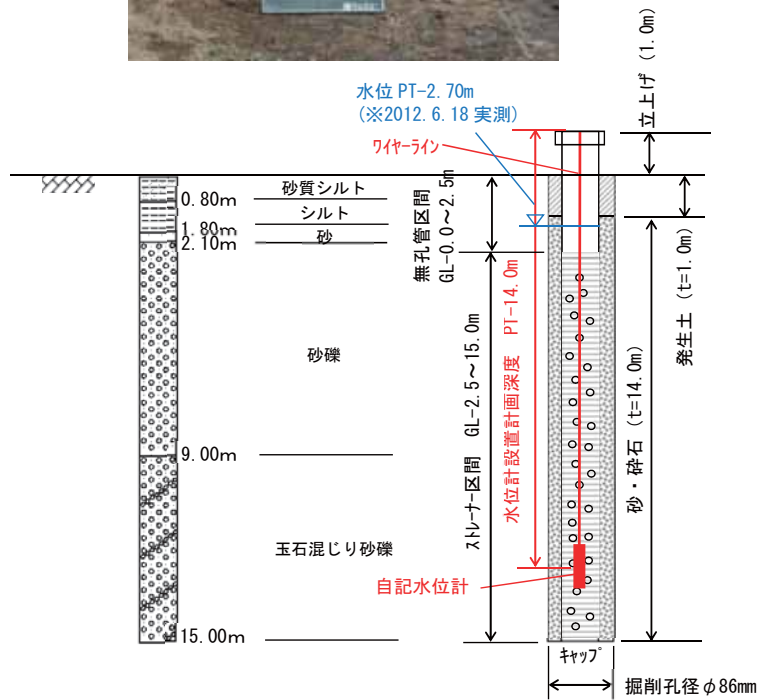 水位 PT-2.70m
(※2012.6.18 実測)
ワイヤーライン
立上げ (1.0m)
0.80m
砂質シルト
1.80m
シルト
2.10m
砂
砂礫
9.00m
玉石混じり砂礫
15.00m
無孔管区間
GL-0.0～2.5m
ストレーナー区間 GL-2.5～15.0m
水位計設置計画深度 PT-14.0m
自記水位計
発生土 (t=1.0m)
砂・砕石 (t=14.0m)
キャップ
掘削孔径φ86mm